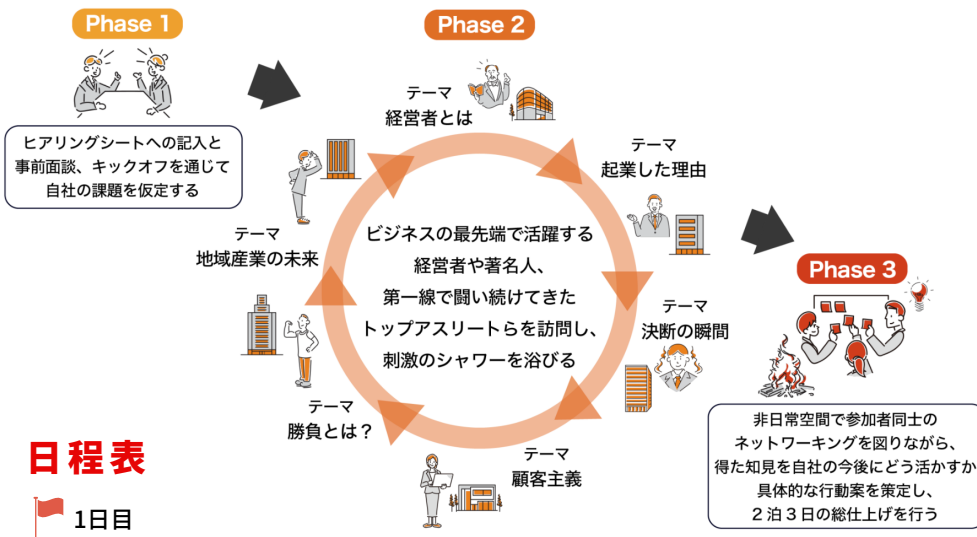 Phase 1
ヒアリングシートへの記入と
事前面談、キックオフを通じて
自社の課題を仮定する
Phase 2
テーマ
経営者とは
テーマ
起業した理由
テーマ
決断の瞬間
テーマ
顧客主義
テーマ
勝負とは？
テーマ
地域産業の未来
ビジネスの最先端で活躍する
経営者や著名人、
第一線で闘い続けてきた
トップアスリートらを訪問し、
刺激のシャワーを浴びる
Phase 3
非日常空間で参加者同士の
ネットワーキングを図りながら、
得た知見を自社の今後にどう活かすか
具体的な行動案を策定し、
２泊３日の総仕上げを行う
日程表
1日目